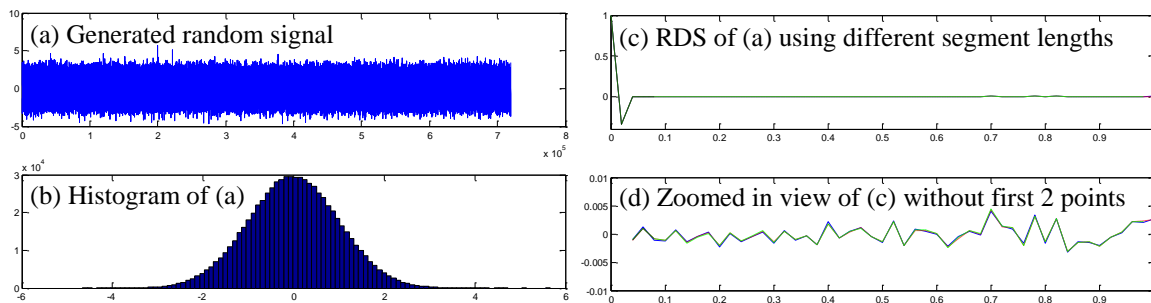 (a) Generated random signal
10
5
0
-5
0 1 2 3 4 5 6 7 8
x 10^5
(b) Histogram of (a)
x 10^4
3
2
1
0
-6 -4 -2 0 2 4 6
(c) RDS of (a) using different segment lengths
1
0.5
0
0 0.1 0.2 0.3 0.4 0.5 0.6 0.7 0.8 0.9
(d) Zoomed in view of (c) without first 2 points
0.01
0.005
0
-0.005
-0.01
0 0.1 0.2 0.3 0.4 0.5 0.6 0.7 0.8 0.9